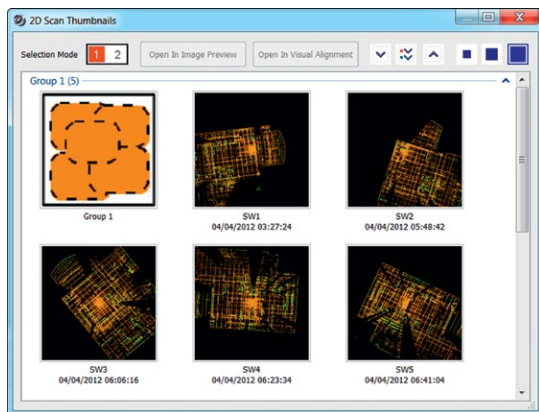 2D Scan Thumbnails
Selection Mode 1 2 Open In Image Preview Open In Visual Alignment
Group 1 (5)
Group 1
SW1
04/04/2012 03:27:24
SW2
04/04/2012 05:48:42
SW3
04/04/2012 06:06:16
SW4
04/04/2012 06:23:34
SW5
04/04/2012 06:41:04